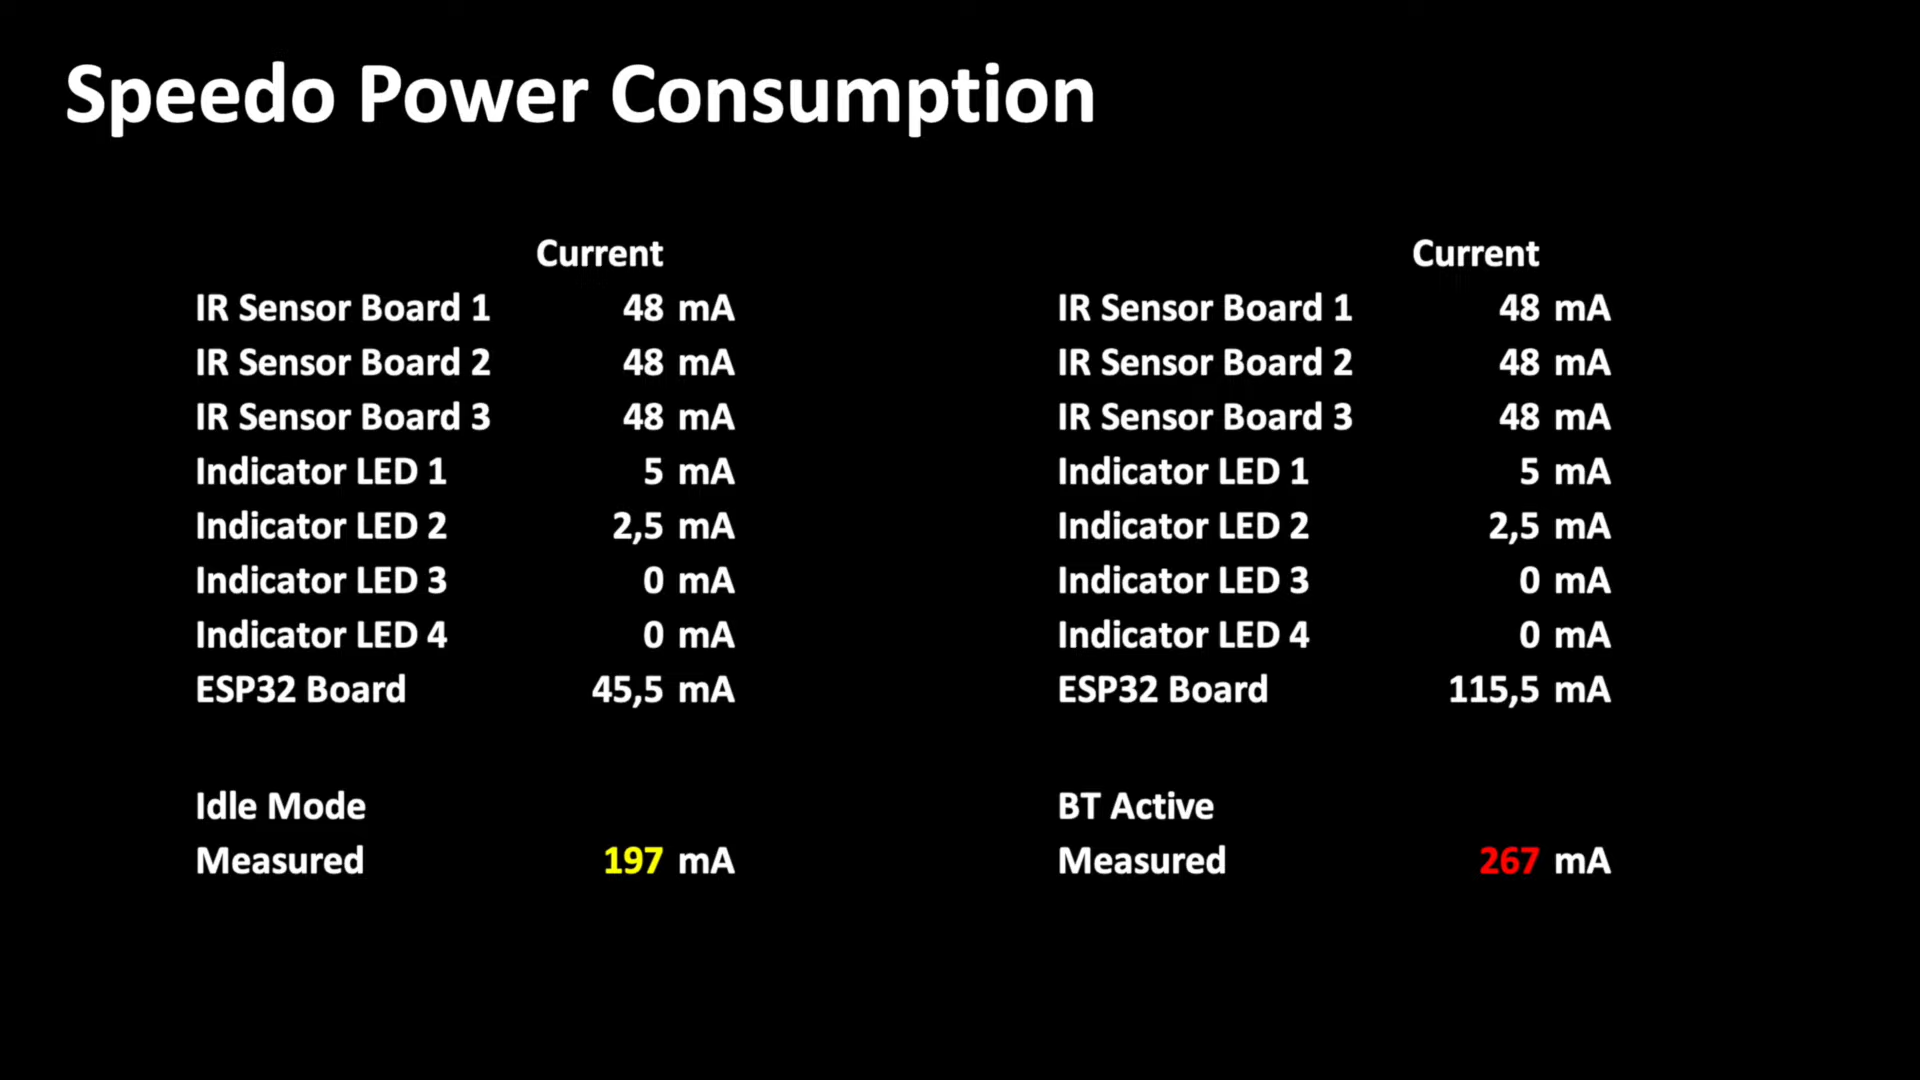 Speedo Power Consumption
Current
IR Sensor Board 1 48 mA
IR Sensor Board 2 48 mA
IR Sensor Board 3 48 mA
Indicator LED 1 5 mA
Indicator LED 2 2,5 mA
Indicator LED 3 0 mA
Indicator LED 4 0 mA
ESP32 Board 45,5 mA
Idle Mode
Measured 197 mA
Current
IR Sensor Board 1 48 mA
IR Sensor Board 2 48 mA
IR Sensor Board 3 48 mA
Indicator LED 1 5 mA
Indicator LED 2 2,5 mA
Indicator LED 3 0 mA
Indicator LED 4 0 mA
ESP32 Board 115,5 mA
BT Active
Measured 267 mA